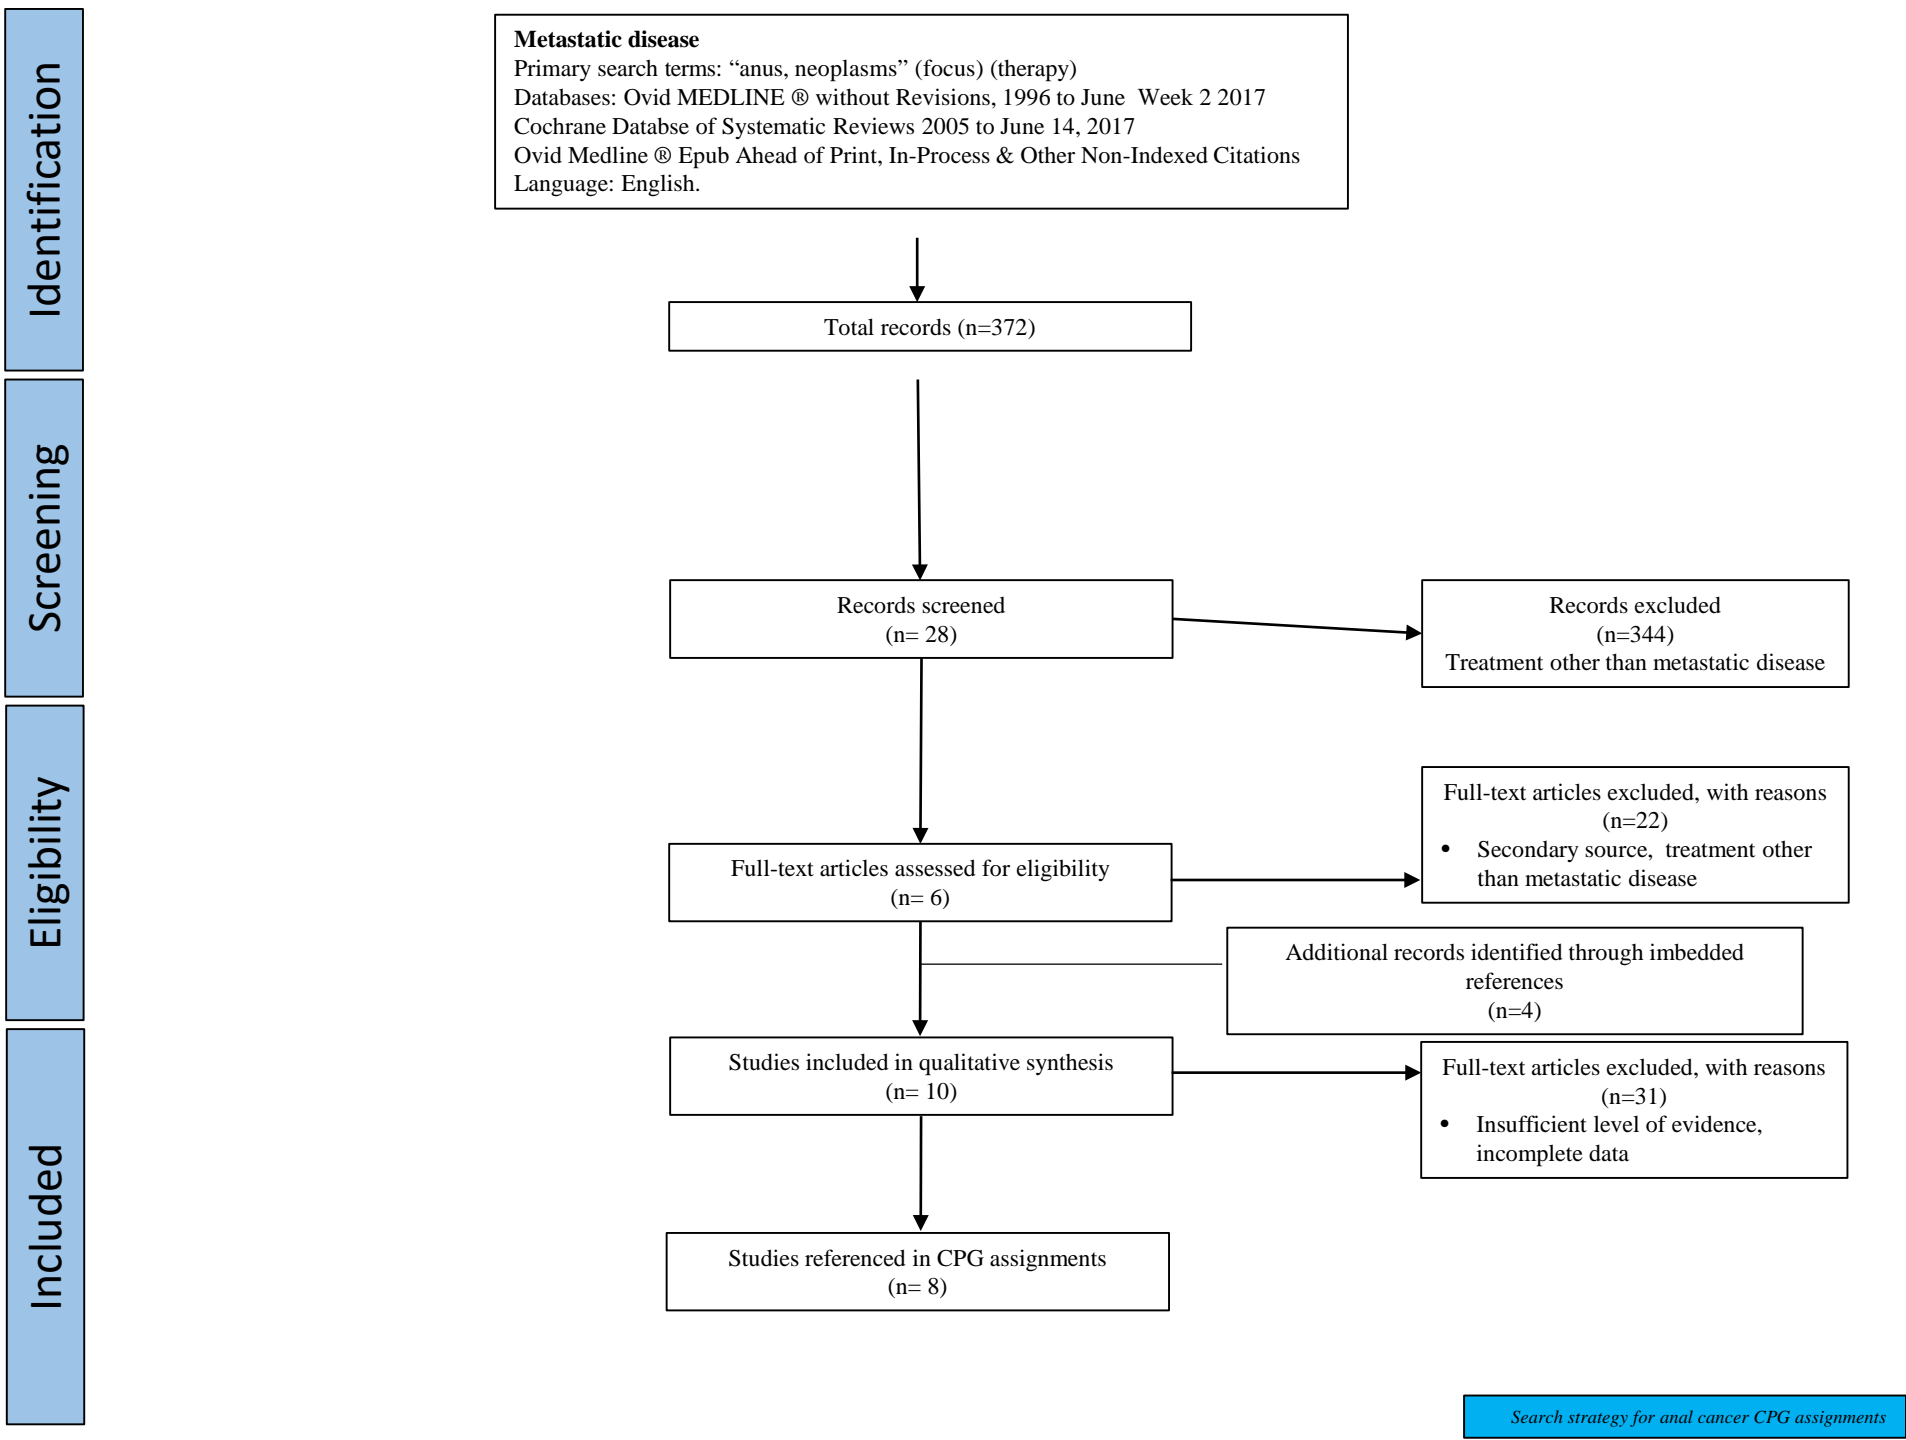 Identification
Metastatic disease
Primary search terms: “anus, neoplasms” (focus) (therapy)
Databases: Ovid MEDLINE ® without Revisions, 1996 to June Week 2 2017
Cochrane Databse of Systematic Reviews 2005 to June 14, 2017
Ovid Medline ® Epub Ahead of Print, In-Process & Other Non-Indexed Citations
Language: English.
Total records (n=372)
Screening
Records screened
(n= 28)
Records excluded
(n=344)
Treatment other than metastatic disease
Eligibility
Full-text articles assessed for eligibility
(n= 6)
Full-text articles excluded, with reasons
(n=22)
• Secondary source, treatment other
than metastatic disease
Additional records identified through imbedded
references
(n=4)
Included
Studies included in qualitative synthesis
(n= 10)
Full-text articles excluded, with reasons
(n=31)
• Insufficient level of evidence,
incomplete data
Studies referenced in CPG assignments
(n= 8)
Search strategy for anal cancer CPG assignments